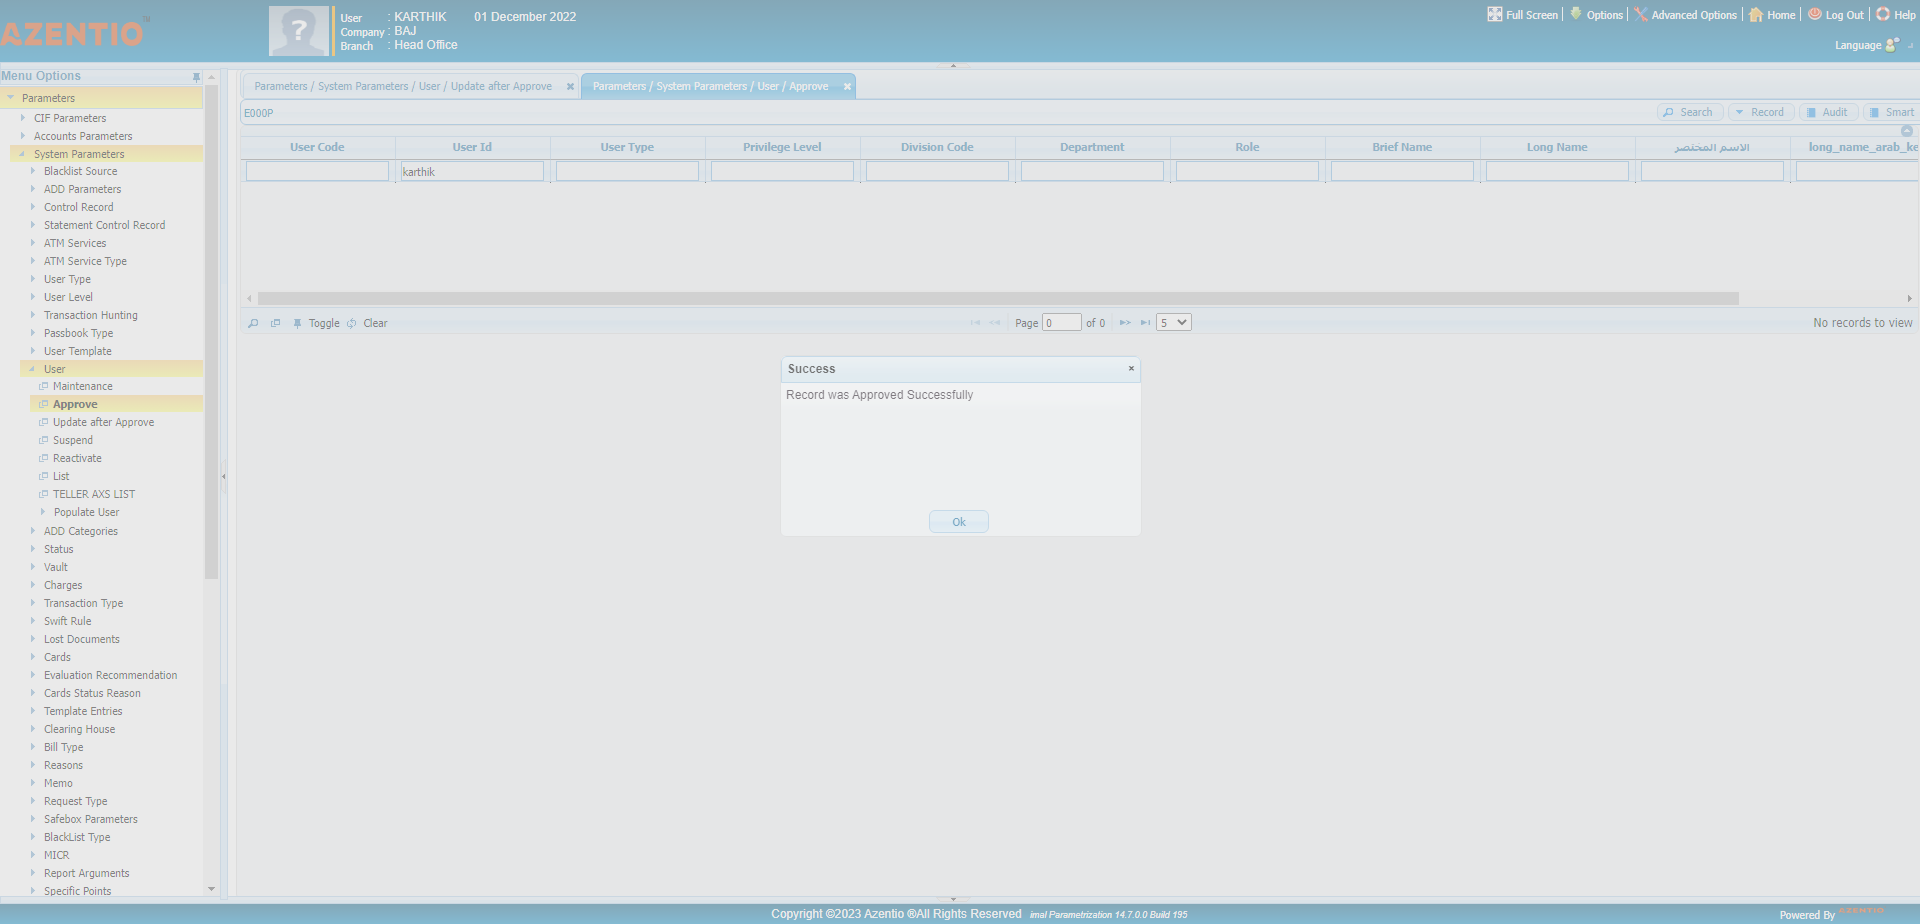 AZENTIO™
User : KARTHIK 01 December 2022
Company : BAJ
Branch : Head Office
Full Screen Options Advanced Options Home Log Out Help
Language
Menu Options
Parameters
CIF Parameters
Accounts Parameters
System Parameters
Blacklist Source
ADD Parameters
Control Record
Statement Control Record
ATM Services
ATM Service Type
User Type
User Level
Transaction Hunting
Passbook Type
User Template
User
Maintenance
Approve
Update after Approve
Suspend
Reactivate
List
TELLER AXS LIST
Populate User
ADD Categories
Status
Vault
Charges
Transaction Type
Swift Rule
Lost Documents
Cards
Evaluation Recommendation
Cards Status Reason
Template Entries
Clearing House
Bill Type
Reasons
Memo
Request Type
Safebox Parameters
BlackList Type
MICR
Report Arguments
Specific Points
Parameters / System Parameters / User / Update after Approve
Parameters / System Parameters / User / Approve
E000P
Search Record Audit Smart
User Code User Id User Type Privilege Level Division Code Department Role Brief Name Long Name الاسم المختصر long_name_arab_ke
karthik
Toggle Clear
Page 0 of 0 5
No records to view
Success
Record was Approved Successfully
Ok
Copyright ©2023 Azentio ®All Rights Reserved imal Parametrization 14.7.0.0 Build 195
Powered By AZENTIO